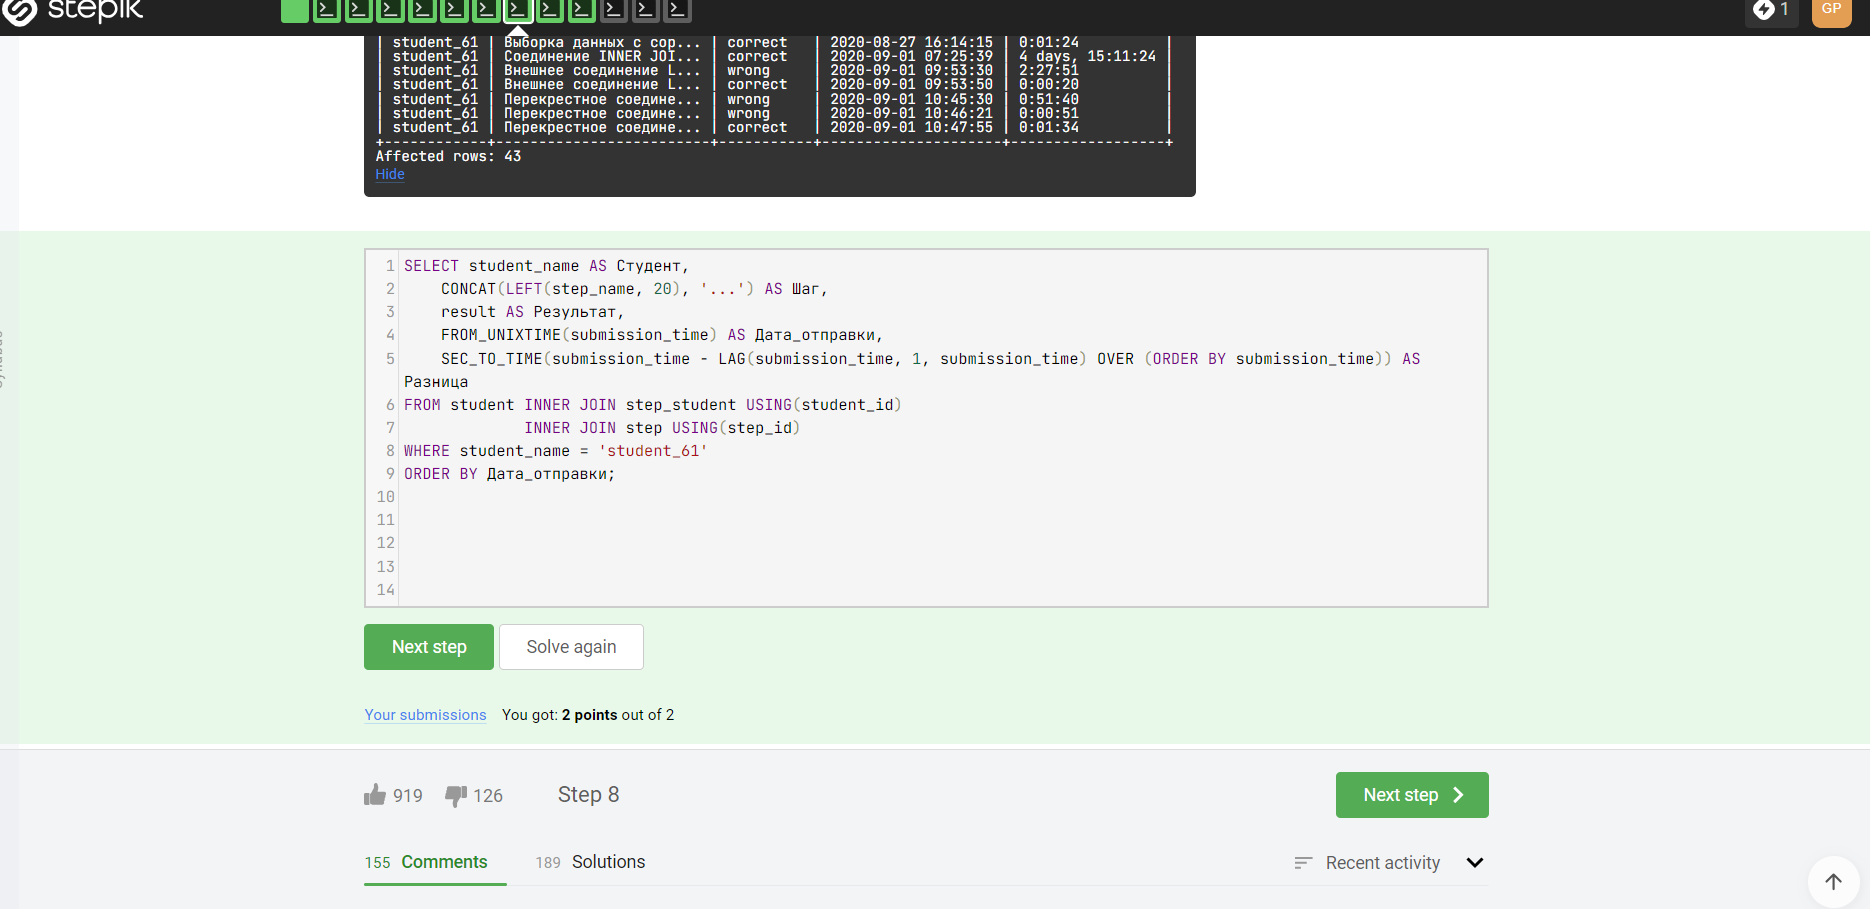 stepik
1
GP
| student_61 | Выборка данных с сор... | correct | 2020-08-27 16:14:15 | 0:01:24 |
| student_61 | Соединение INNER JOI... | correct | 2020-09-01 07:25:39 | 4 days, 15:11:24 |
| student_61 | Внешнее соединение L... | wrong | 2020-09-01 09:53:30 | 2:27:51 |
| student_61 | Внешнее соединение L... | correct | 2020-09-01 09:53:50 | 0:00:20 |
| student_61 | Перекрестное соедине... | wrong | 2020-09-01 10:45:30 | 0:51:40 |
| student_61 | Перекрестное соедине... | wrong | 2020-09-01 10:46:21 | 0:00:51 |
| student_61 | Перекрестное соедине... | correct | 2020-09-01 10:47:55 | 0:01:34 |
+------------+-------------------------+-----------+---------------------+------------------+
Affected rows: 43
Hide
1 SELECT student_name AS Студент,
2 CONCAT(LEFT(step_name, 20), '...') AS Шаг,
3 result AS Результат,
4 FROM_UNIXTIME(submission_time) AS Дата_отправки,
5 SEC_TO_TIME(submission_time - LAG(submission_time, 1, submission_time) OVER (ORDER BY submission_time)) AS
Разница
6 FROM student INNER JOIN step_student USING(student_id)
7 INNER JOIN step USING(step_id)
8 WHERE student_name = 'student_61'
9 ORDER BY Дата_отправки;
10
11
12
13
14
Next step
Solve again
Your submissions You got: 2 points out of 2
919 126 Step 8
Next step
155 Comments 189 Solutions
Recent activity